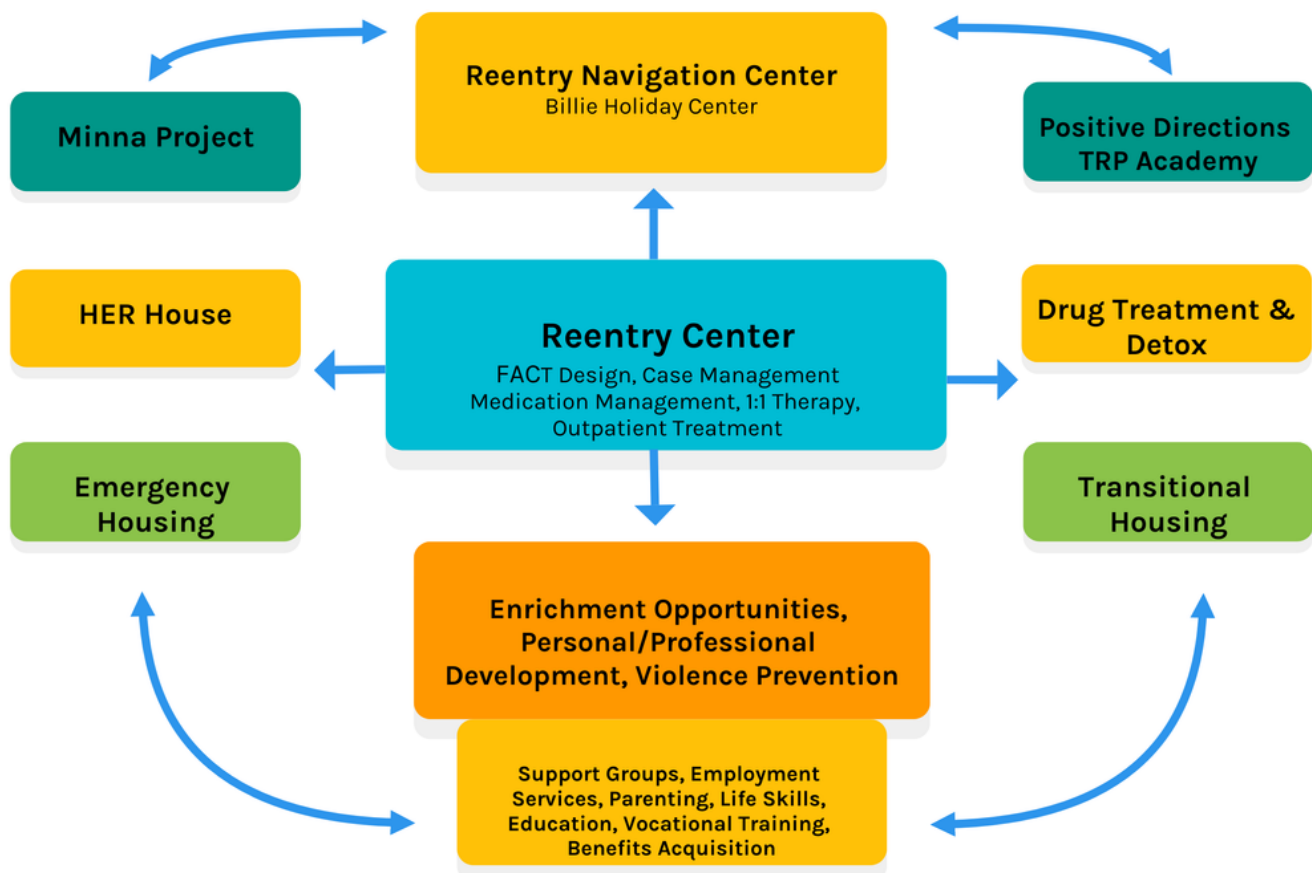 Reentry Navigation Center
Billie Holiday Center
Minna Project
Positive Directions
TRP Academy
HER House
Reentry Center
FACT Design, Case Management
Medication Management, 1:1 Therapy,
Outpatient Treatment
Drug Treatment &
Detox
Emergency
Housing
Transitional
Housing
Enrichment Opportunities,
Personal/Professional
Development, Violence Prevention
Support Groups, Employment
Services, Parenting, Life Skills,
Education, Vocational Training,
Benefits Acquisition